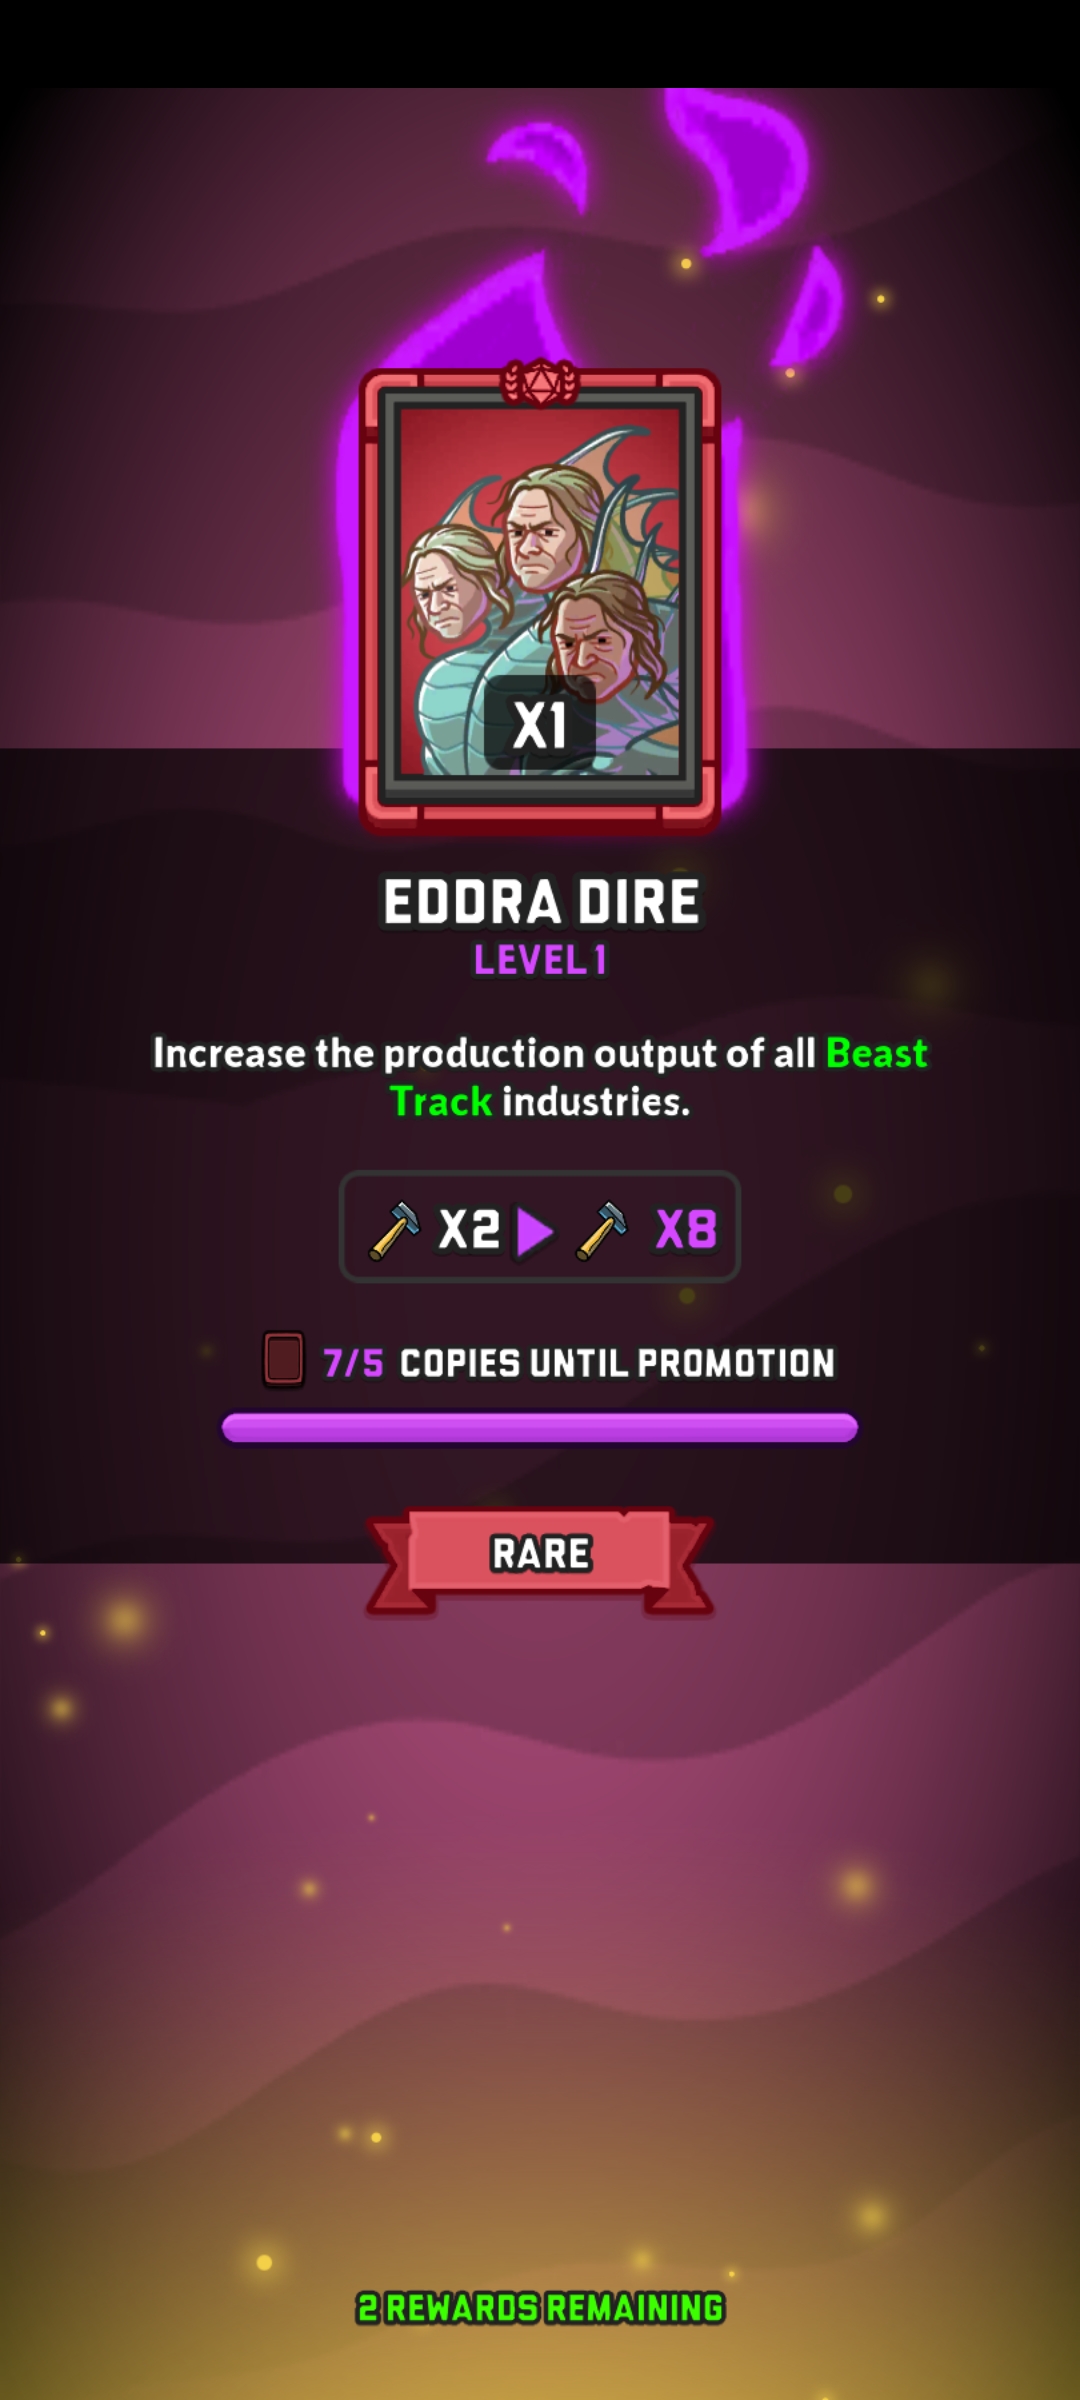 X1
EDDRA DIRE
LEVEL 1
Increase the production output of all Beast
Track industries.
X2 X8
7/5 COPIES UNTIL PROMOTION
RARE
2 REWARDS REMAINING